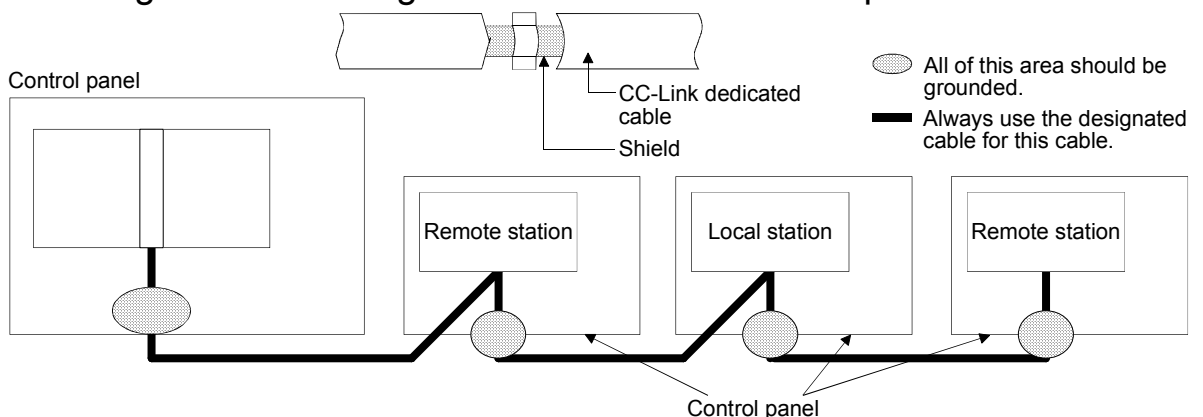 Control panel
CC-Link dedicated
cable
Shield
All of this area should be
grounded.
Always use the designated
cable for this cable.
Remote station
Local station
Remote station
Control panel